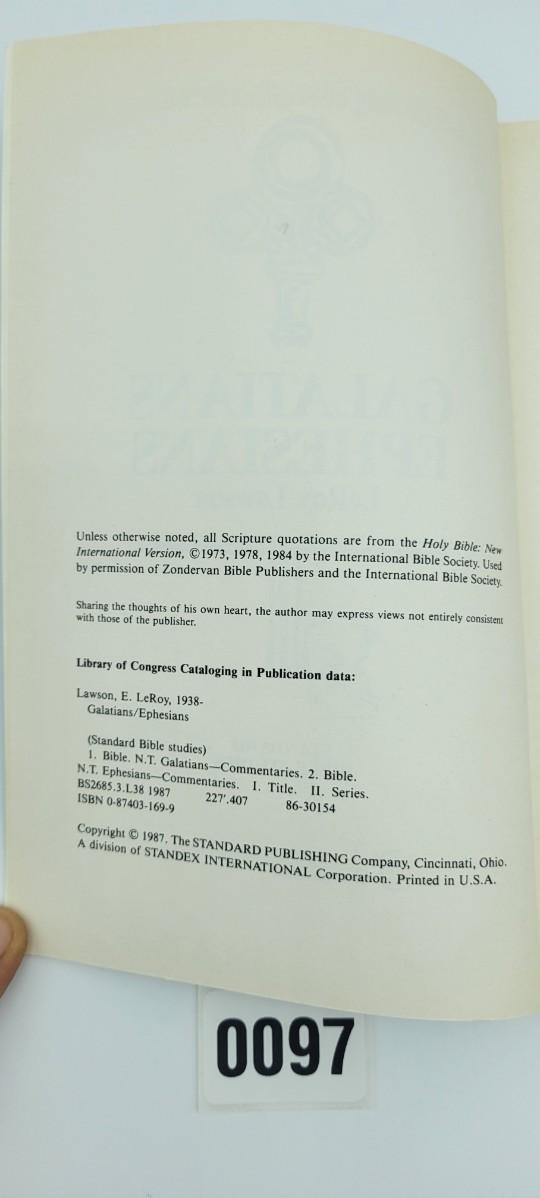 Unless otherwise noted, all Scripture quotations are from the Holy Bible: New
International Version, ©1973, 1978, 1984 by the International Bible Society. Used
by permission of Zondervan Bible Publishers and the International Bible Society.
Sharing the thoughts of his own heart, the author may express views not entirely consistent
with those of the publisher.
Library of Congress Cataloging in Publication data:
Lawson, E. LeRoy, 1938-
Galatians/Ephesians
(Standard Bible studies)
1. Bible. N.T. Galatians—Commentaries. 2. Bible.
N.T. Ephesians—Commentaries. I. Title. II. Series.
BS2685.3.L38 1987 227'.407 86-30154
ISBN 0-87403-169-9
Copyright © 1987. The STANDARD PUBLISHING Company, Cincinnati, Ohio.
A division of STANDEX INTERNATIONAL Corporation. Printed in U.S.A.
0097